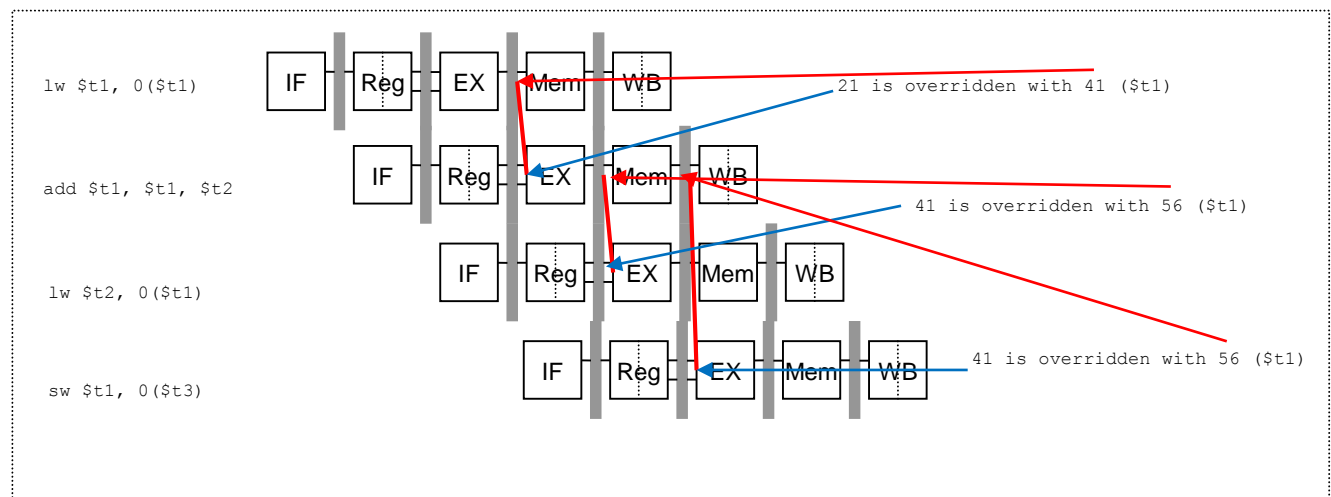 lw $t1, 0($t1)
IF Reg EX Mem WB
21 is overridden with 41 ($t1)
add $t1, $t1, $t2
IF Reg EX Mem WB
41 is overridden with 56 ($t1)
lw $t2, 0($t1)
IF Reg EX Mem WB
41 is overridden with 56 ($t1)
sw $t1, 0($t3)
IF Reg EX Mem WB